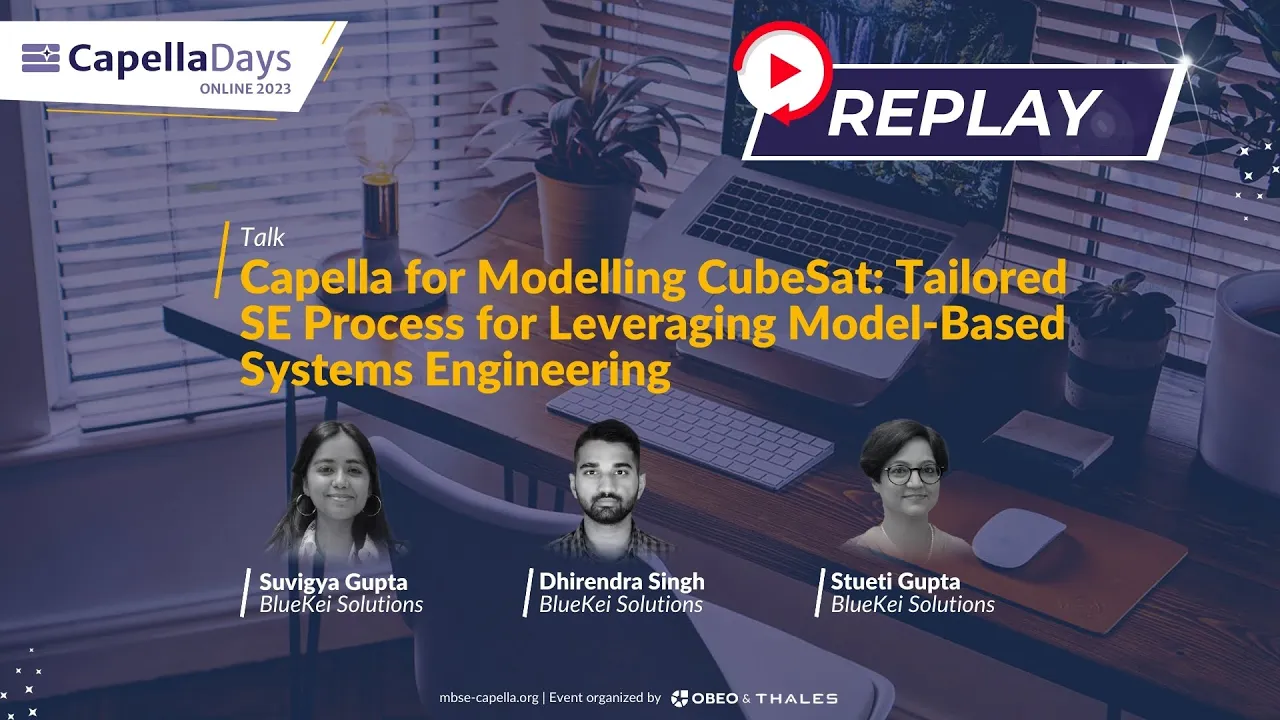 CapellaDays
ONLINE 2023
REPLAY
Talk
Capella for Modelling CubeSat: Tailored
SE Process for Leveraging Model-Based
Systems Engineering
Suvigya Gupta
BlueKei Solutions
Dhirendra Singh
BlueKei Solutions
Stueti Gupta
BlueKei Solutions
mbse-capella.org | Event organized by OBEO & THALES